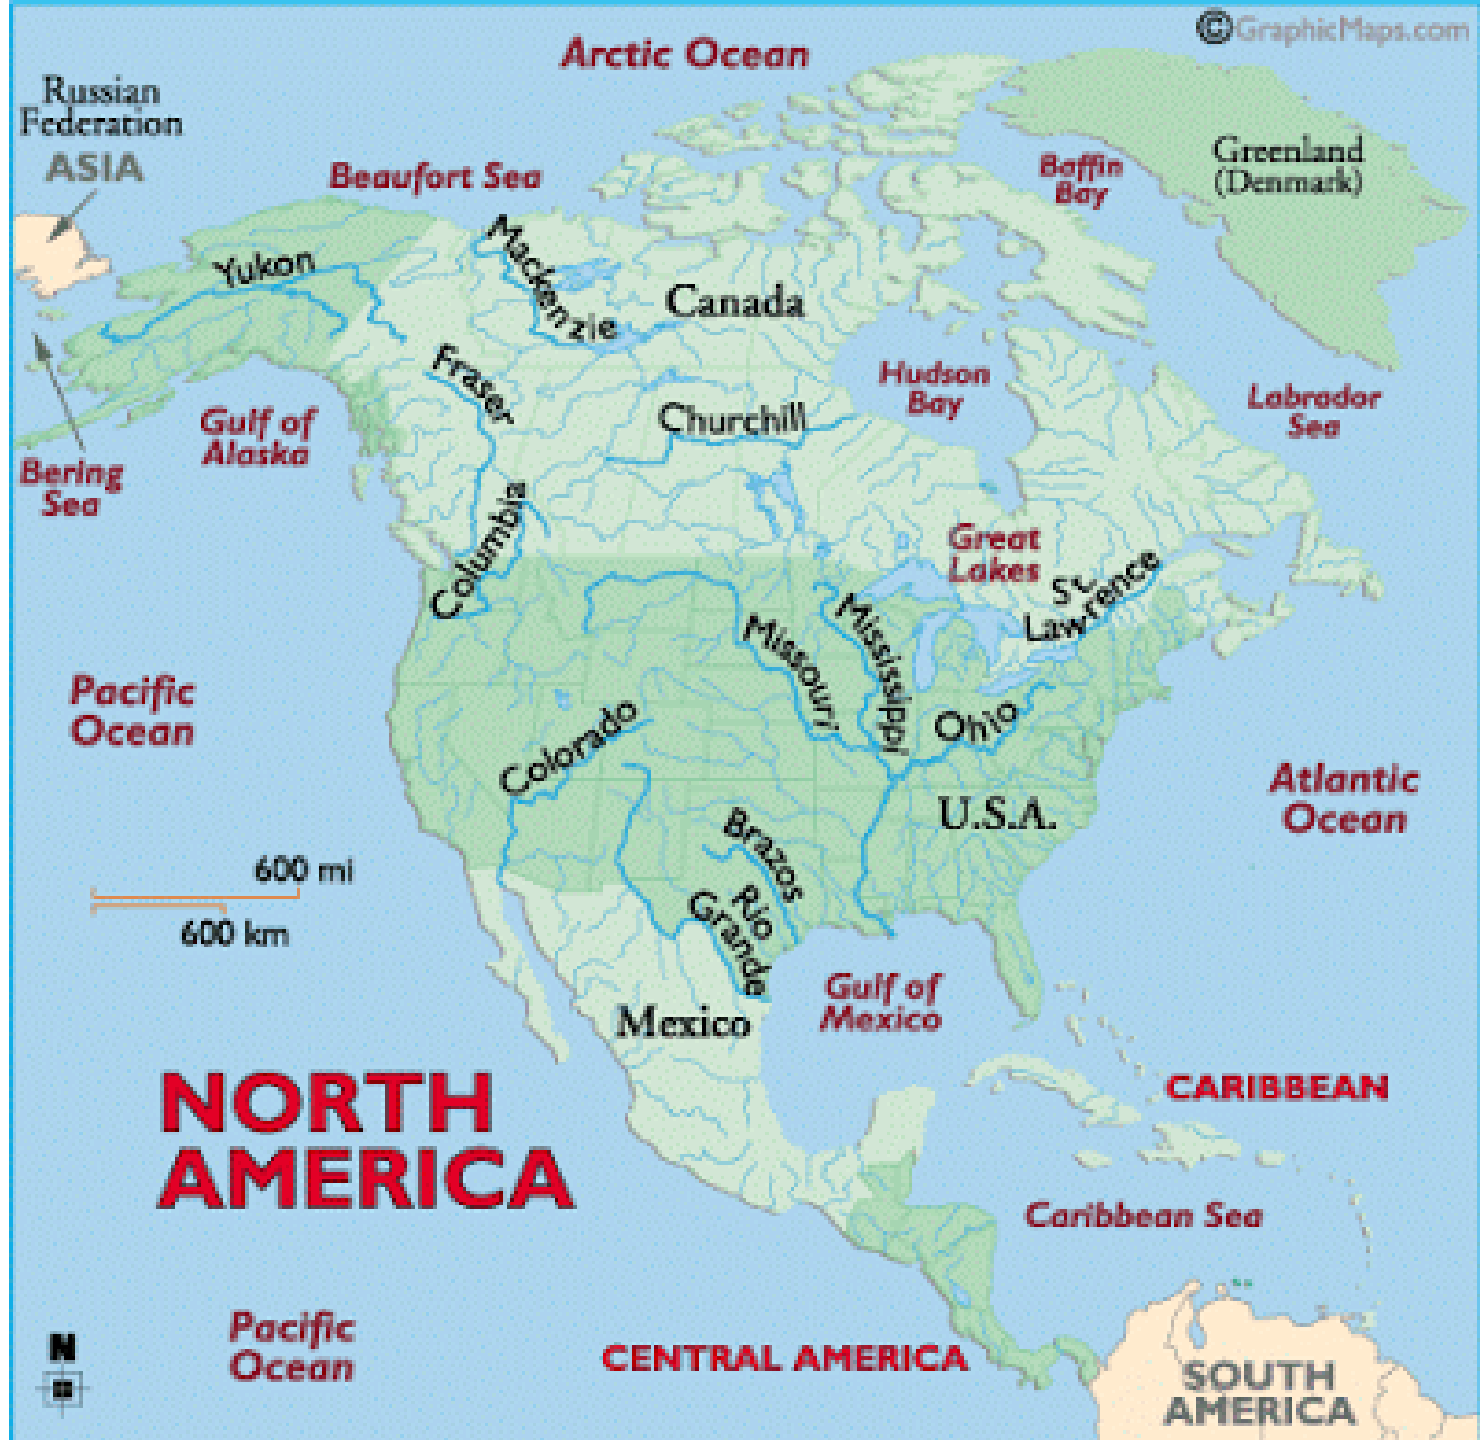 ©GraphicMaps.com
Arctic Ocean
Russian
Federation
ASIA
Beaufort Sea
Baffin
Bay
Greenland
(Denmark)
Mackenzie
Yukon
Canada
Fraser
Hudson
Bay
Labrador
Sea
Churchill
Gulf of
Alaska
Bering
Sea
Columbia
Great
Lakes
St.
Lawrence
Missouri
Mississippi
Pacific
Ocean
Colorado
Ohio
Atlantic
Ocean
U.S.A.
Brazos
600 mi
600 km
Rio
Grande
Gulf of
Mexico
Mexico
NORTH
AMERICA
CARIBBEAN
Caribbean Sea
Pacific
Ocean
N
CENTRAL AMERICA
SOUTH
AMERICA